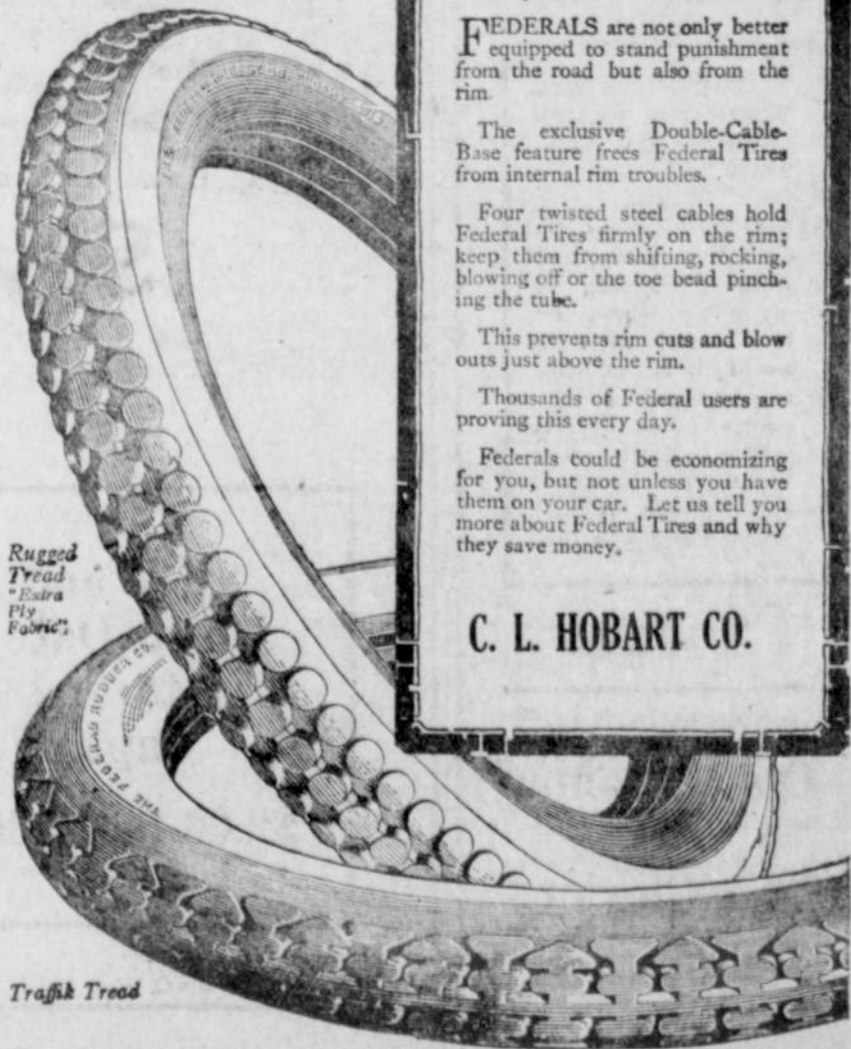 FEDERALS are not only better
equipped to stand punishment
from the road but also from the
rim.
The exclusive Double-Cable-
Base feature frees Federal Tires
from internal rim troubles.
Four twisted steel cables hold
Federal Tires firmly on the rim;
keep them from shifting, rocking,
blowing off or the toe bead pinch-
ing the tube.
This prevents rim cuts and blow
outs just above the rim.
Thousands of Federal users are
proving this every day.
Federals could be economizing
for you, but not unless you have
them on your car. Let us tell you
more about Federal Tires and why
they save money.
C. L. HOBART CO.
Rugged
Tread
"Extra
Ply
Fabric".
THE FEDERAL RUBBER CO.
Traffik Tread